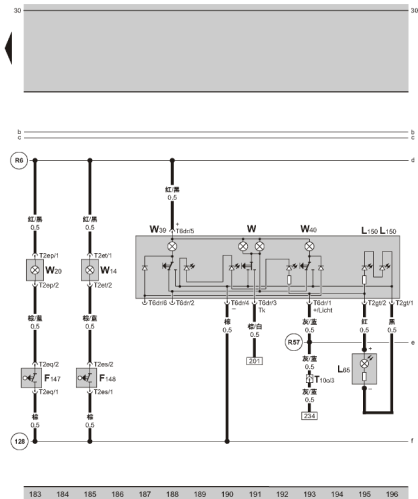 30 30
b b
c c
R6 d
红/黑 0.5
红/黑 0.5
红/黑 0.5
W39 + T6dr/5 W W40 L150 L150
T2ep/1 T2et/1
W20 W14
T2ep/2 T2et/2
T6dr/6 T6dr/2 T6dr/4 − T6dr/3 Tk T6dr/1 +/Licht T2gt/2 T2gt/1
棕/蓝 0.5
棕/蓝 0.5
棕 0.5
棕/白 0.5
灰/蓝 0.5
红 0.5
黑 0.5
R57 e
201
T2eq/2 T2es/2
F147 F148
T10o/3
L65 + −
T2eq/1 T2es/1
灰/蓝 0.5
234
棕 0.5
棕 0.5
128 f
183 184 185 186 187 188 189 190 191 192 193 194 195 196